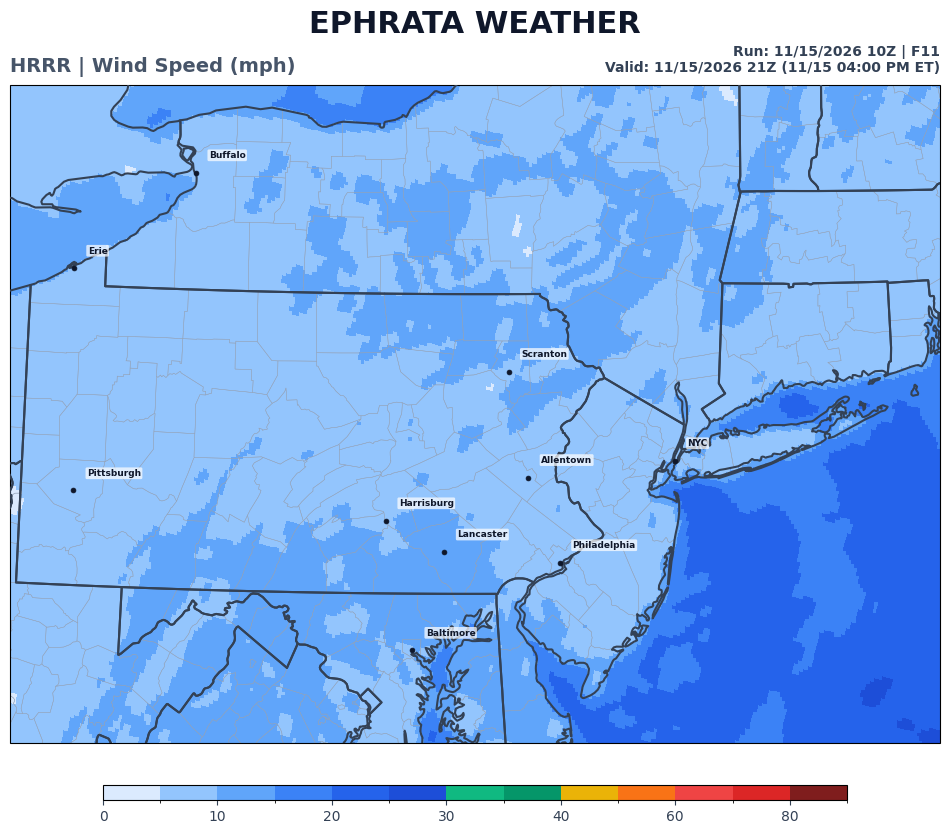 EPHRATA WEATHER
HRRR | Wind Speed (mph)
Run: 11/15/2026 10Z | F11
Valid: 11/15/2026 21Z (11/15 04:00 PM ET)
Buffalo
Erie
Scranton
NYC
Allentown
Pittsburgh
Harrisburg
Lancaster
Philadelphia
Baltimore
0 10 20 30 40 60 80